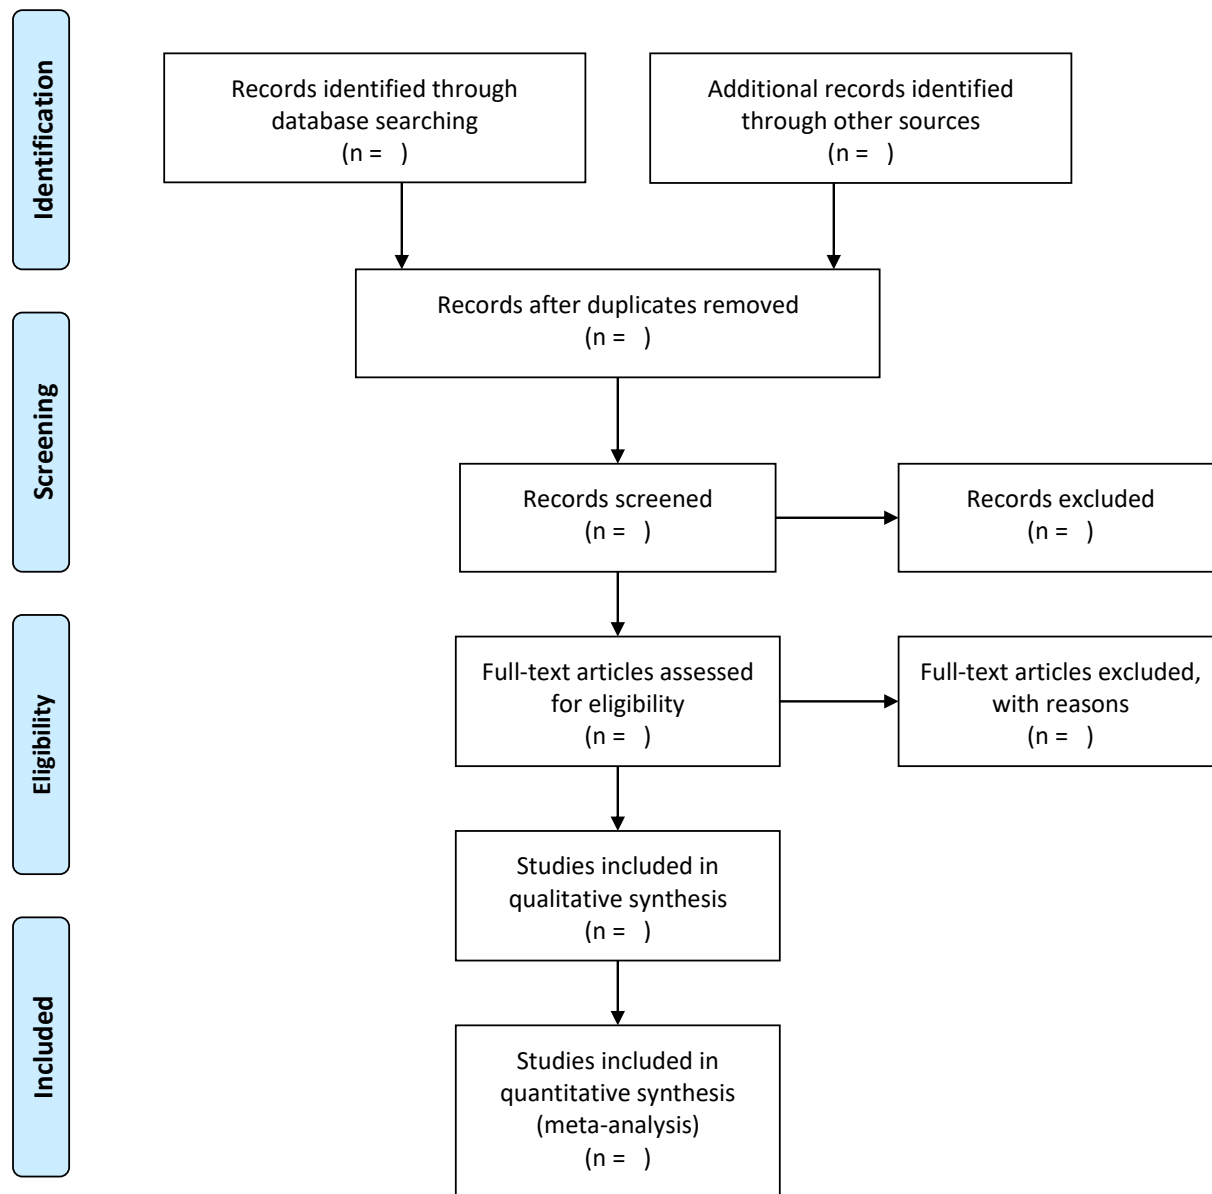 Identification
Records identified through
database searching
(n =   )
Additional records identified
through other sources
(n =   )
Records after duplicates removed
(n =   )
Screening
Records screened
(n =   )
Records excluded
(n =   )
Eligibility
Full-text articles assessed
for eligibility
(n =   )
Full-text articles excluded,
with reasons
(n =   )
Studies included in
qualitative synthesis
(n =   )
Included
Studies included in
quantitative synthesis
(meta-analysis)
(n =   )